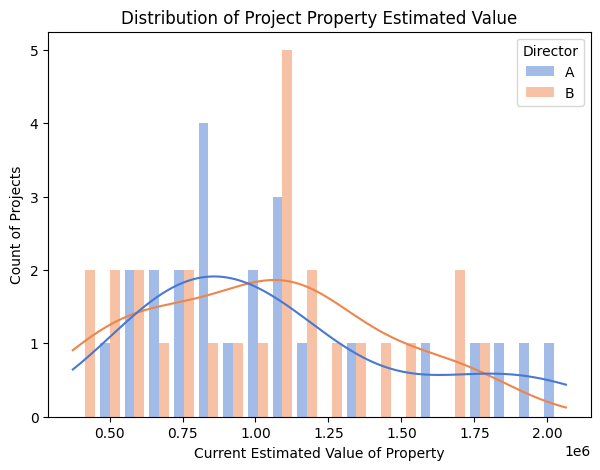 Distribution of Project Property Estimated Value
Director
A
B
Count of Projects
5
4
3
2
1
0
0.50 0.75 1.00 1.25 1.50 1.75 2.00
1e6
Current Estimated Value of Property